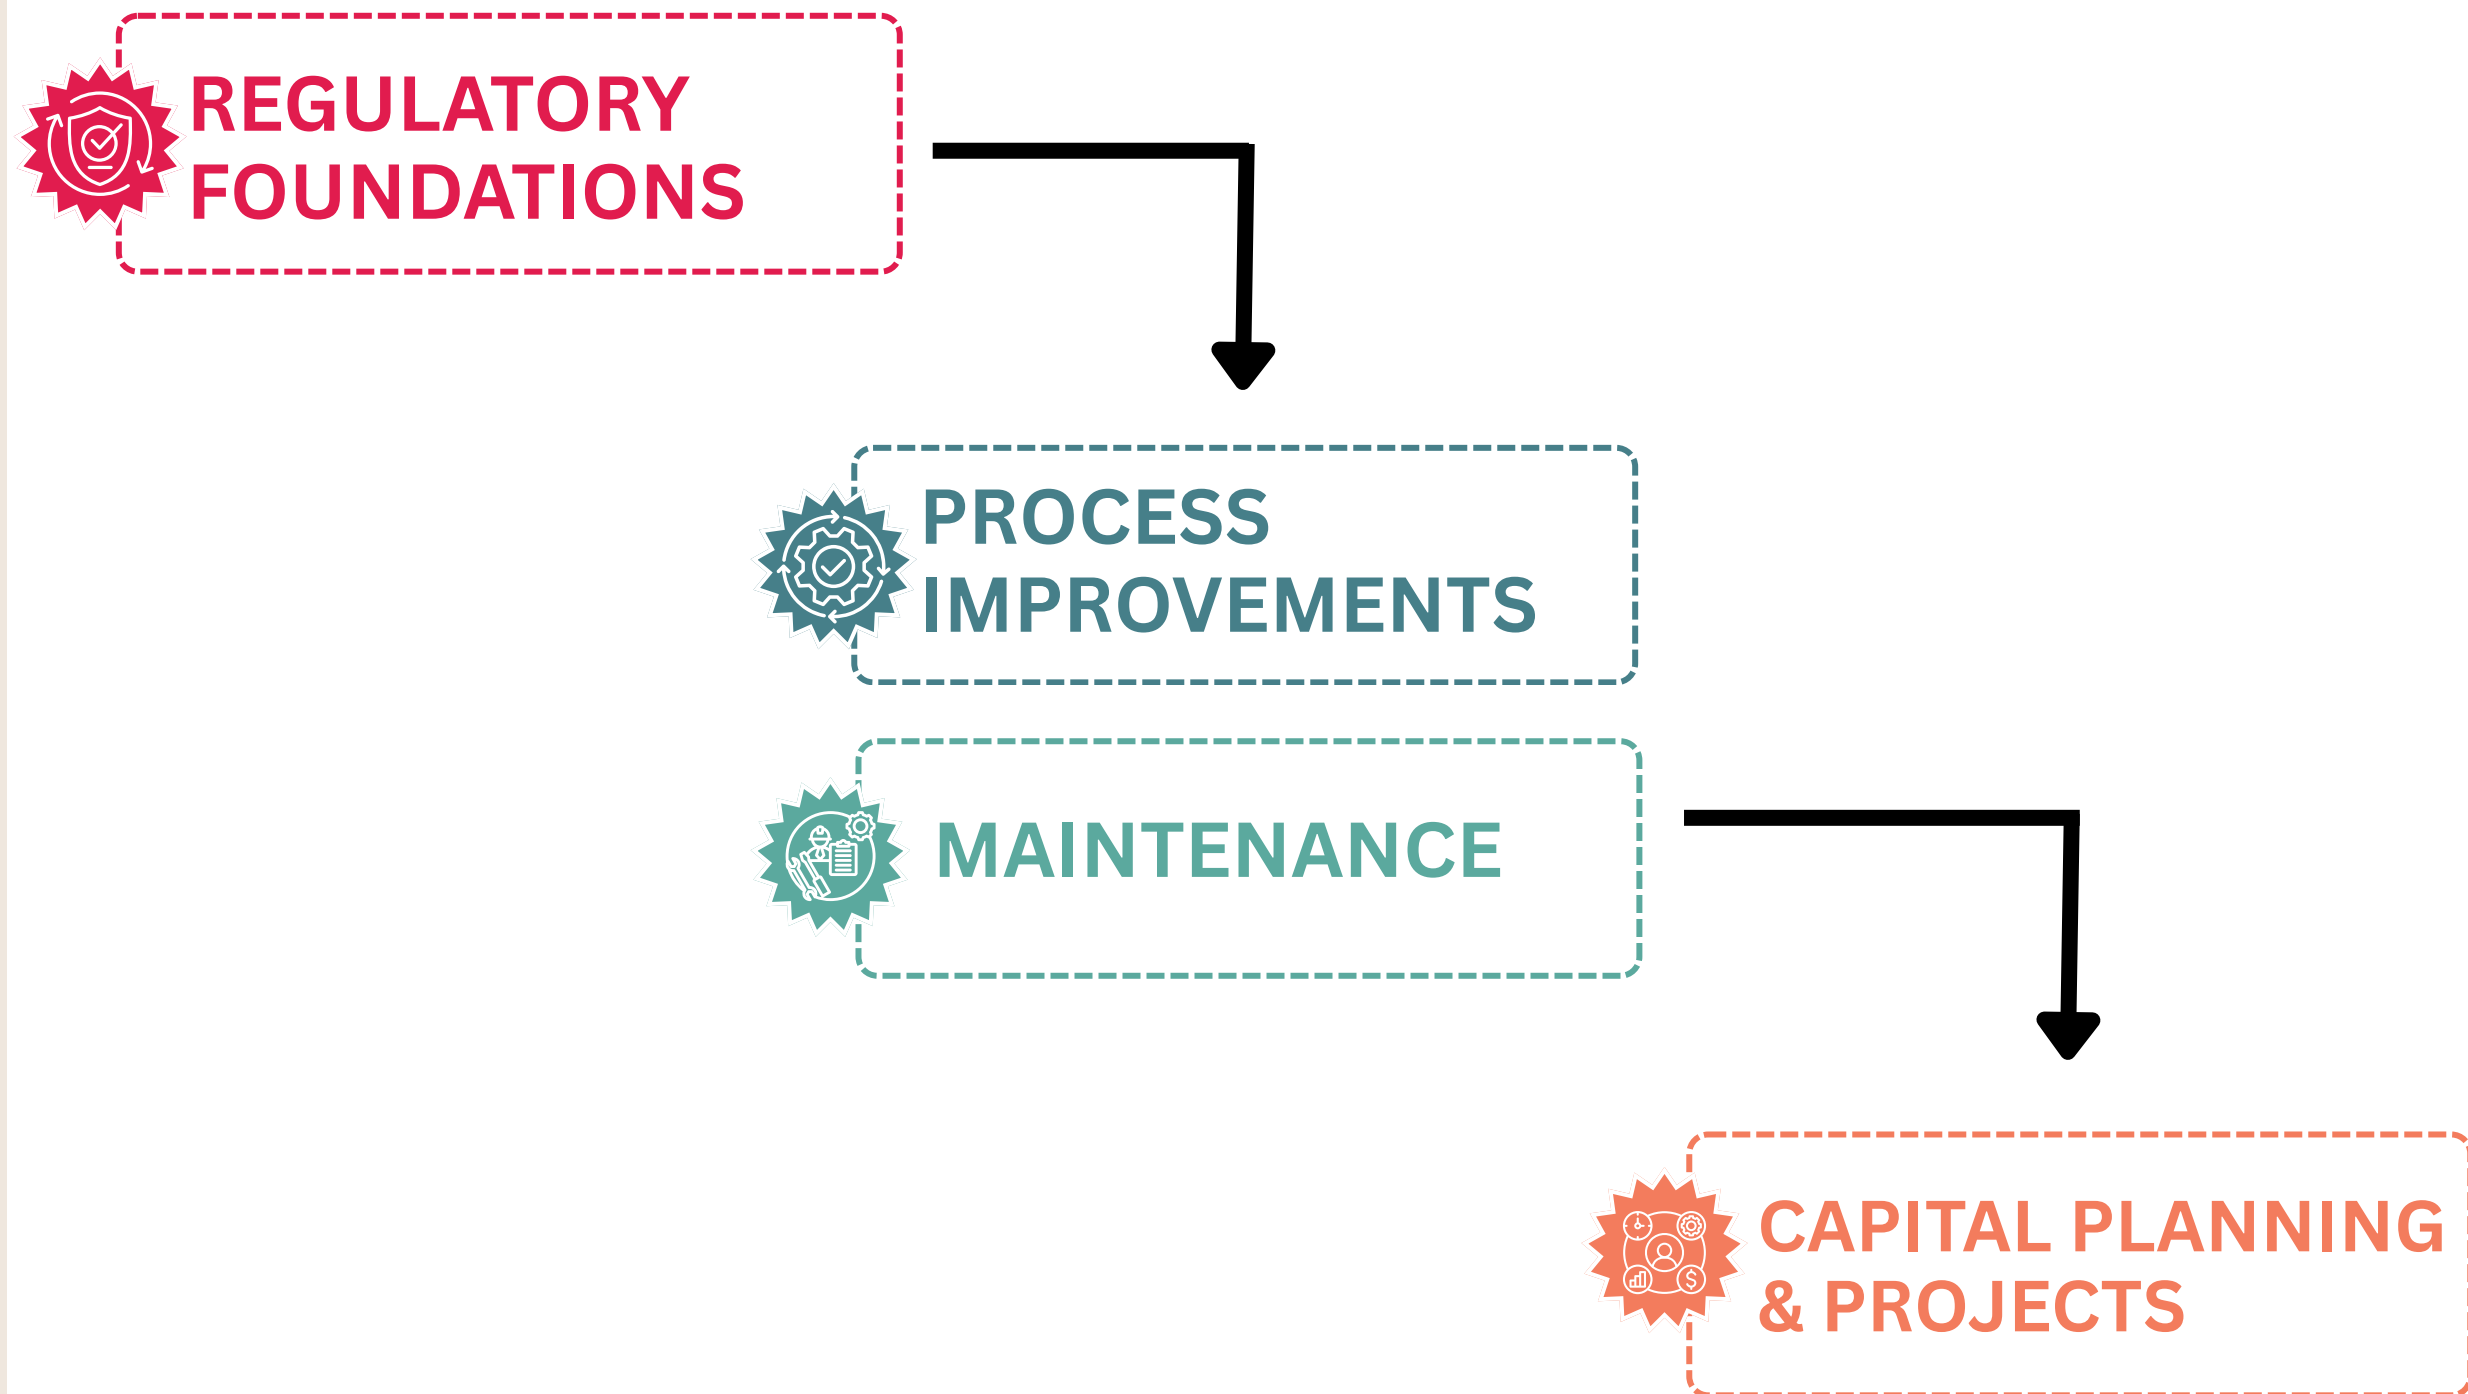 REGULATORY
FOUNDATIONS
PROCESS
IMPROVEMENTS
MAINTENANCE
CAPITAL PLANNING
& PROJECTS